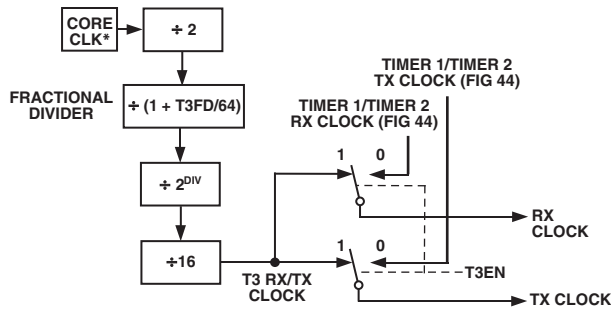 CORE
CLK*
÷ 2
FRACTIONAL
DIVIDER
÷ (1 + T3FD/64)
÷ 2DIV
÷16
T3 RX/TX
CLOCK
TIMER 1/TIMER 2
TX CLOCK (FIG 44)
TIMER 1/TIMER 2
RX CLOCK (FIG 44)
1 0
RX
CLOCK
1 0
T3EN
TX CLOCK